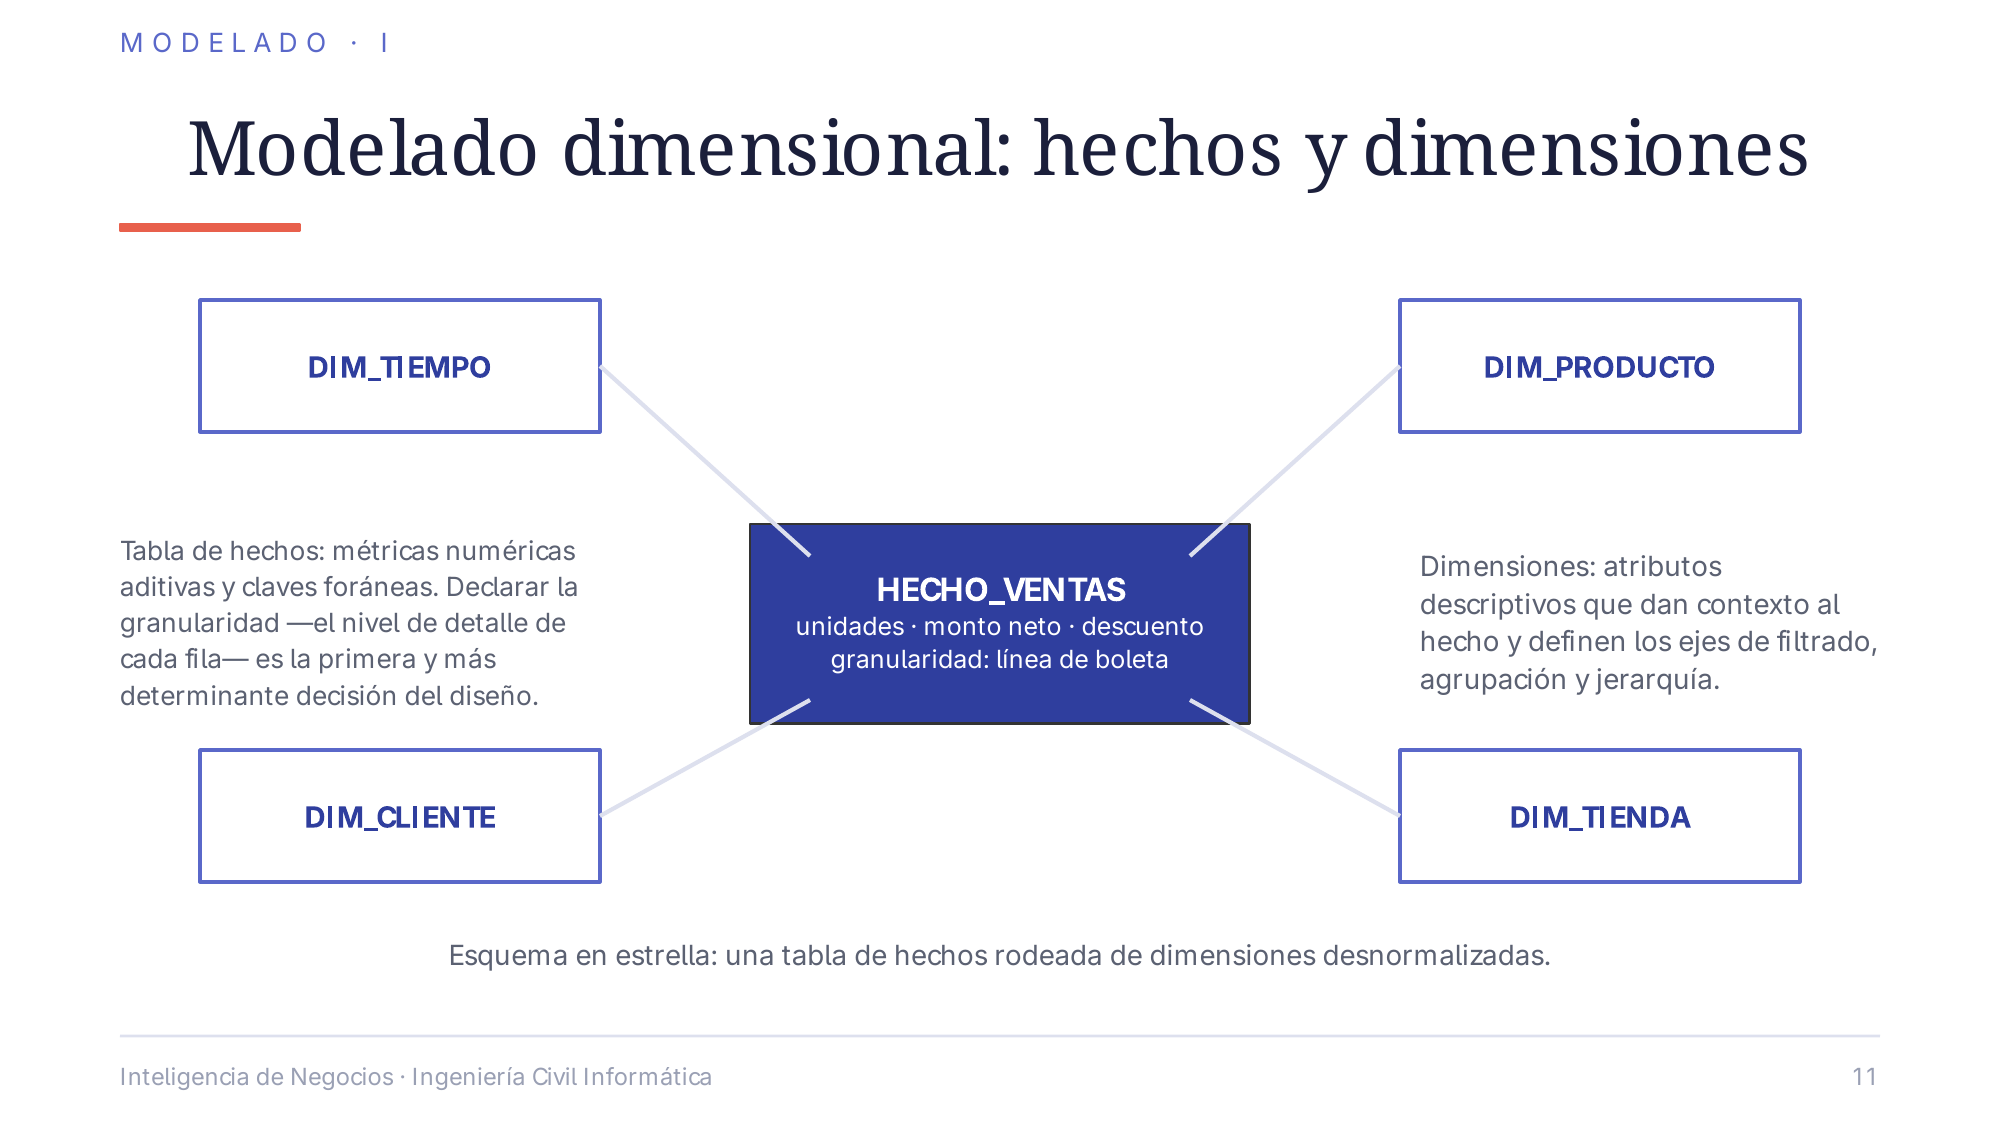 MODELADO · I
Modelado dimensional: hechos y dimensiones
DIM_TIEMPO
DIM_PRODUCTO
Tabla de hechos: métricas numéricas
aditivas y claves foráneas. Declarar la
granularidad —el nivel de detalle de
cada fila— es la primera y más
determinante decisión del diseño.
HECHO_VENTAS
unidades · monto neto · descuento
granularidad: línea de boleta
Dimensiones: atributos
descriptivos que dan contexto al
hecho y definen los ejes de filtrado,
agrupación y jerarquía.
DIM_CLIENTE
DIM_TIENDA
Esquema en estrella: una tabla de hechos rodeada de dimensiones desnormalizadas.
Inteligencia de Negocios · Ingeniería Civil Informática
11